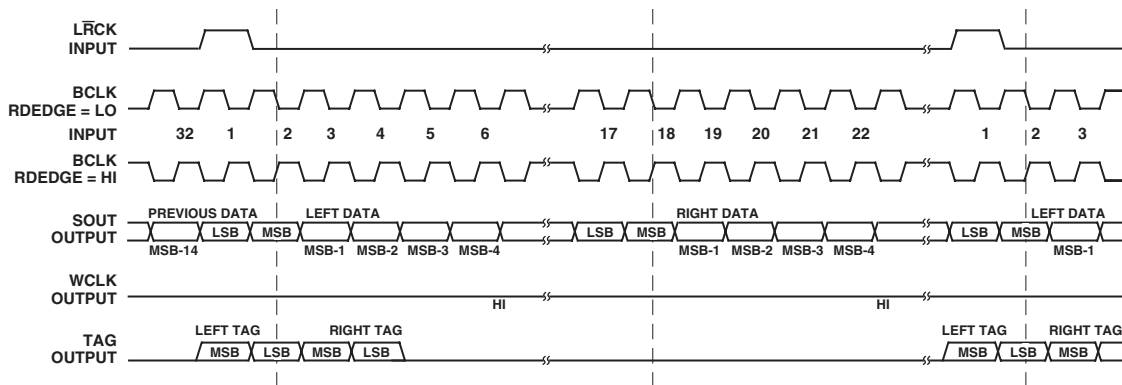 LRCK
INPUT
BCLK
RDEDGE = LO
INPUT 32 1 2 3 4 5 6 17 18 19 20 21 22 1 2 3
BCLK
RDEDGE = HI
PREVIOUS DATA LEFT DATA RIGHT DATA LEFT DATA
SOUT
OUTPUT LSB MSB LSB MSB LSB MSB
MSB-14 MSB-1 MSB-2 MSB-3 MSB-4 MSB-1 MSB-2 MSB-3 MSB-4 MSB-1
WCLK
OUTPUT
HI HI
LEFT TAG RIGHT TAG LEFT TAG RIGHT TAG
TAG
OUTPUT MSB LSB MSB LSB MSB LSB MSB